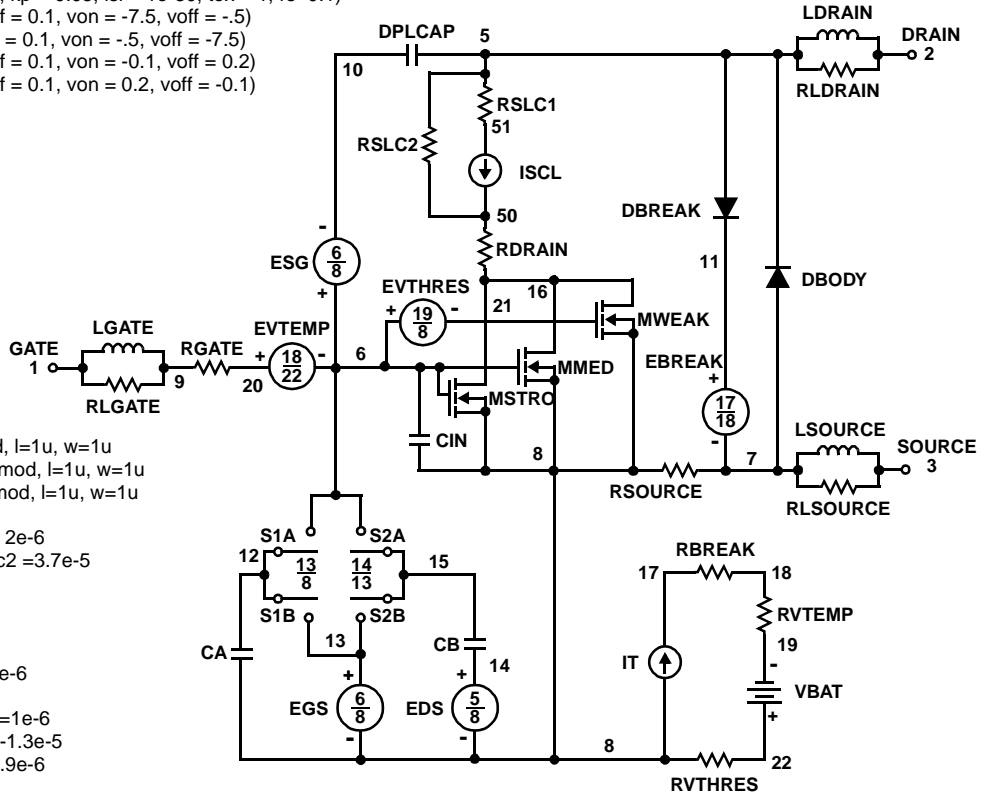 f = 0.1, von = -7.5, voff = -.5)
= 0.1, von = -.5, voff = -7.5)
f = 0.1, von = -0.1, voff = 0.2)
f = 0.1, von = 0.2, voff = -0.1)
DPLCAP
5
10
LDRAIN
DRAIN
2
RLDRAIN
RSLC1
51
RSLC2
ISCL
50
RDRAIN
DBREAK
11
DBODY
-
ESG
6
8
+
EVTHRES
+
19
8
-
16
21
MWEAK
EBREAK
+
17
18
-
GATE
1
LGATE
RLGATE
9
RGATE
20
EVTEMP
+
18
22
-
6
MMED
MSTRO
CIN
8
RSOURCE
7
LSOURCE
SOURCE
3
RLSOURCE
d, l=1u, w=1u
mod, l=1u, w=1u
mod, l=1u, w=1u
2e-6
c2 =3.7e-5
e-6
=1e-6
-1.3e-5
.9e-6
S1A
S2A
12
13
8
14
13
15
S1B
S2B
13
CA
CB
14
+
EGS
6
8
-
+
EDS
5
8
-
8
RBREAK
17
18
RVTEMP
19
-
IT
VBAT
+
22
RVTHRES